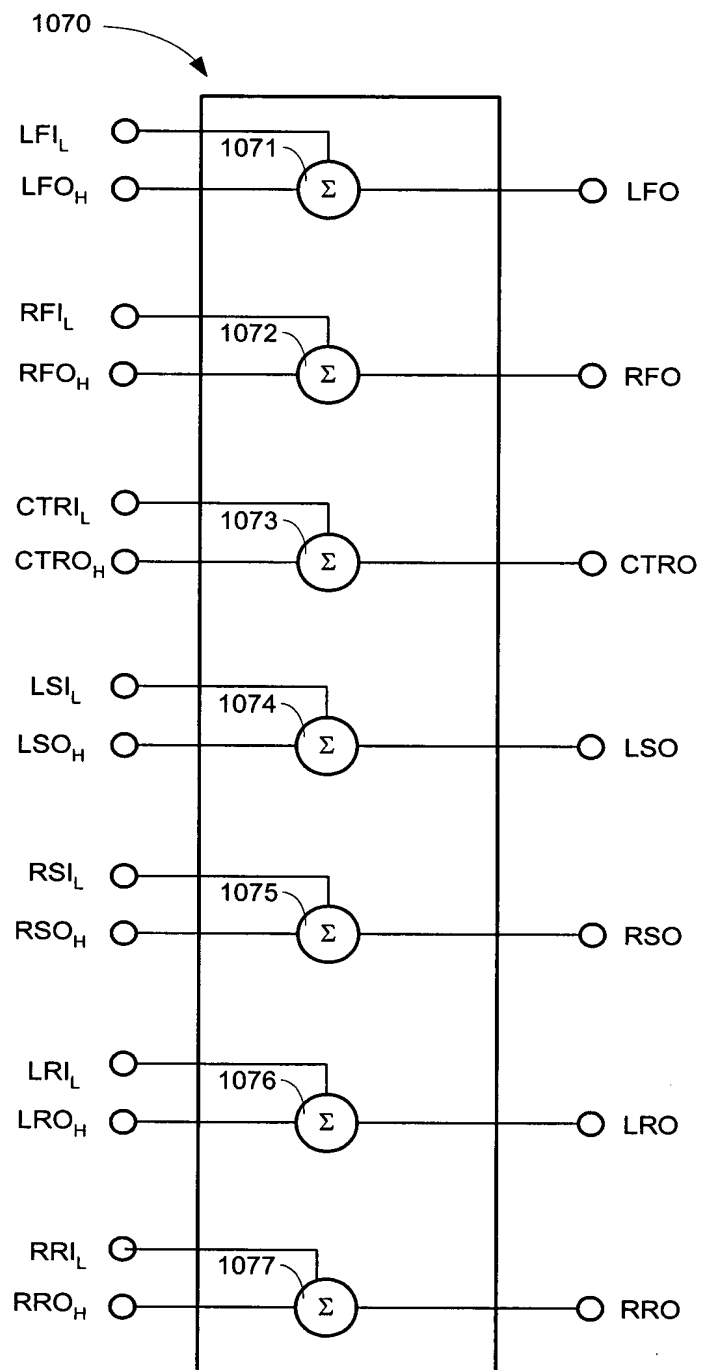 1070
LFI_L
1071
LFO_H
Σ
LFO
RFI_L
1072
RFO_H
Σ
RFO
CTRI_L
1073
CTRO_H
Σ
CTRO
LSI_L
1074
LSO_H
Σ
LSO
RSI_L
1075
RSO_H
Σ
RSO
LRI_L
1076
LRO_H
Σ
LRO
RRI_L
1077
RRO_H
Σ
RRO